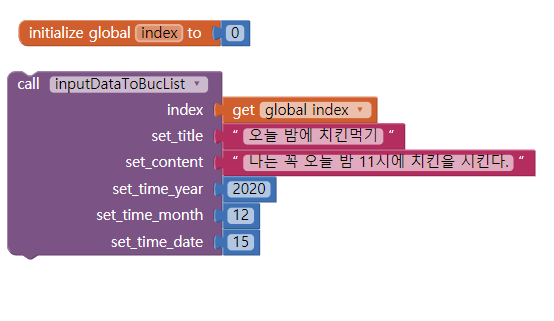 initialize global index to 0
call inputDataToBucList
index get global index
set_title " 오늘 밤에 치킨먹기 "
set_content " 나는 꼭 오늘 밤 11시에 치킨을 시킨다. "
set_time_year 2020
set_time_month 12
set_time_date 15